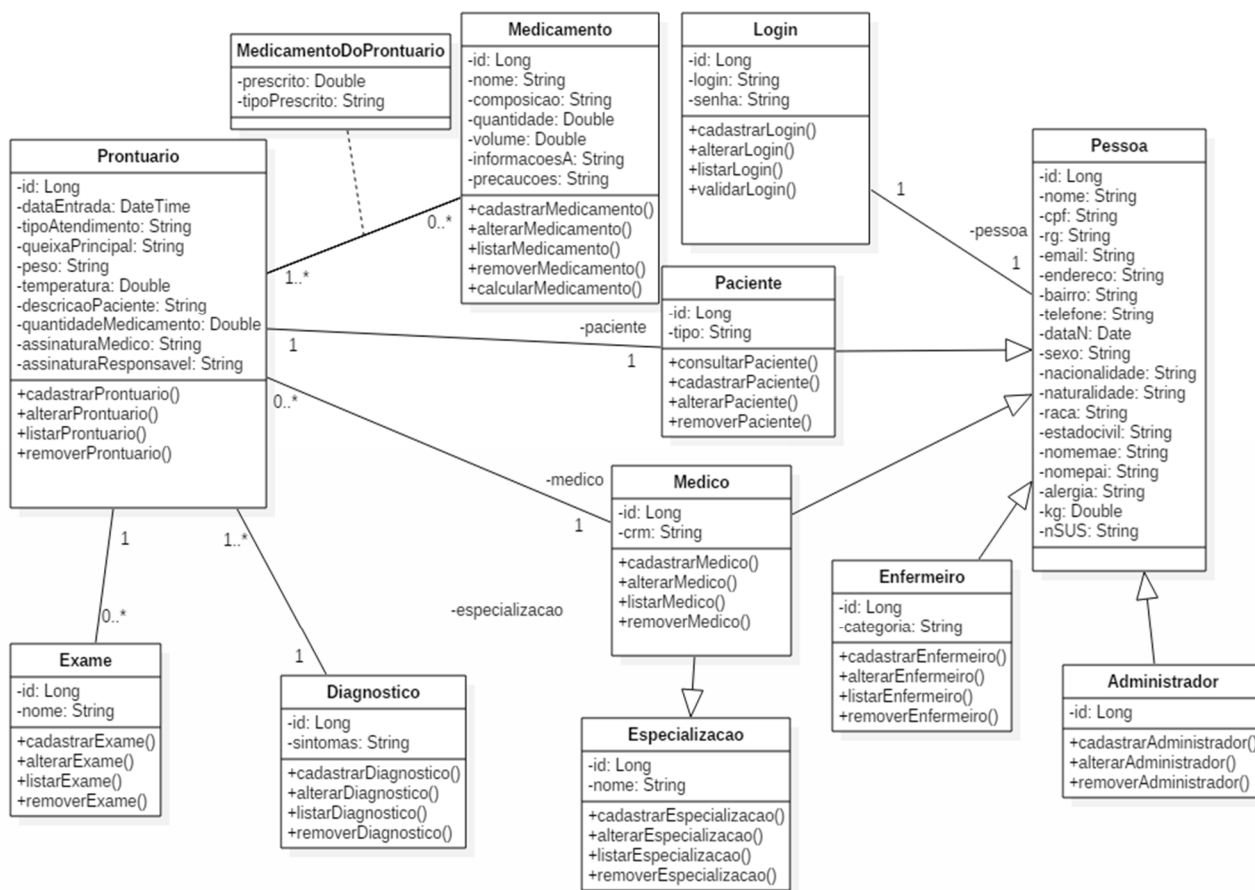 MedicamentoDoProntuario
-prescrito: Double
-tipoPrescrito: String
Medicamento
-id: Long
-nome: String
-composicao: String
-quantidade: Double
-volume: Double
-informacoesA: String
-precaucoes: String
+cadastrarMedicamento()
+alterarMedicamento()
+listarMedicamento()
+removerMedicamento()
+calcularMedicamento()
Login
-id: Long
-login: String
-senha: String
+cadastrarLogin()
+alterarLogin()
+listarLogin()
+validarLogin()
1
-pessoa
1
Pessoa
-id: Long
-nome: String
-cpf: String
-rg: String
-email: String
-endereco: String
-bairro: String
-telefone: String
-dataN: Date
-sexo: String
-nacionalidade: String
-naturalidade: String
-raca: String
-estadocivil: String
-nomemae: String
-nomepai: String
-alergia: String
-kg: Double
-nSUS: String
Prontuario
-id: Long
-dataEntrada: DateTime
-tipoAtendimento: String
-queixaPrincipal: String
-peso: String
-temperatura: Double
-descricaoPaciente: String
-quantidadeMedicamento: Double
-assinaturaMedico: String
-assinaturaResponsavel: String
+cadastrarProntuario()
+alterarProntuario()
+listarProntuario()
+removerProntuario()
0..*
1..*
-paciente
1
1
Paciente
-id: Long
-tipo: String
+consultarPaciente()
+cadastrarPaciente()
+alterarPaciente()
+removerPaciente()
0..*
-medico
1
Medico
-id: Long
-crm: String
+cadastrarMedico()
+alterarMedico()
+listarMedico()
+removerMedico()
-especializacao
Enfermeiro
-id: Long
-categoria: String
+cadastrarEnfermeiro()
+alterarEnfermeiro()
+listarEnfermeiro()
+removerEnfermeiro()
1
1..*
0..*
1
Exame
-id: Long
-nome: String
+cadastrarExame()
+alterarExame()
+listarExame()
+removerExame()
Diagnostico
-id: Long
-sintomas: String
+cadastrarDiagnostico()
+alterarDiagnostico()
+listarDiagnostico()
+removerDiagnostico()
Especializacao
-id: Long
-nome: String
+cadastrarEspecializacao()
+alterarEspecializacao()
+listarEspecializacao()
+removerEspecializacao()
Administrador
-id: Long
+cadastrarAdministrador()
+alterarAdministrador()
+removerAdministrador()